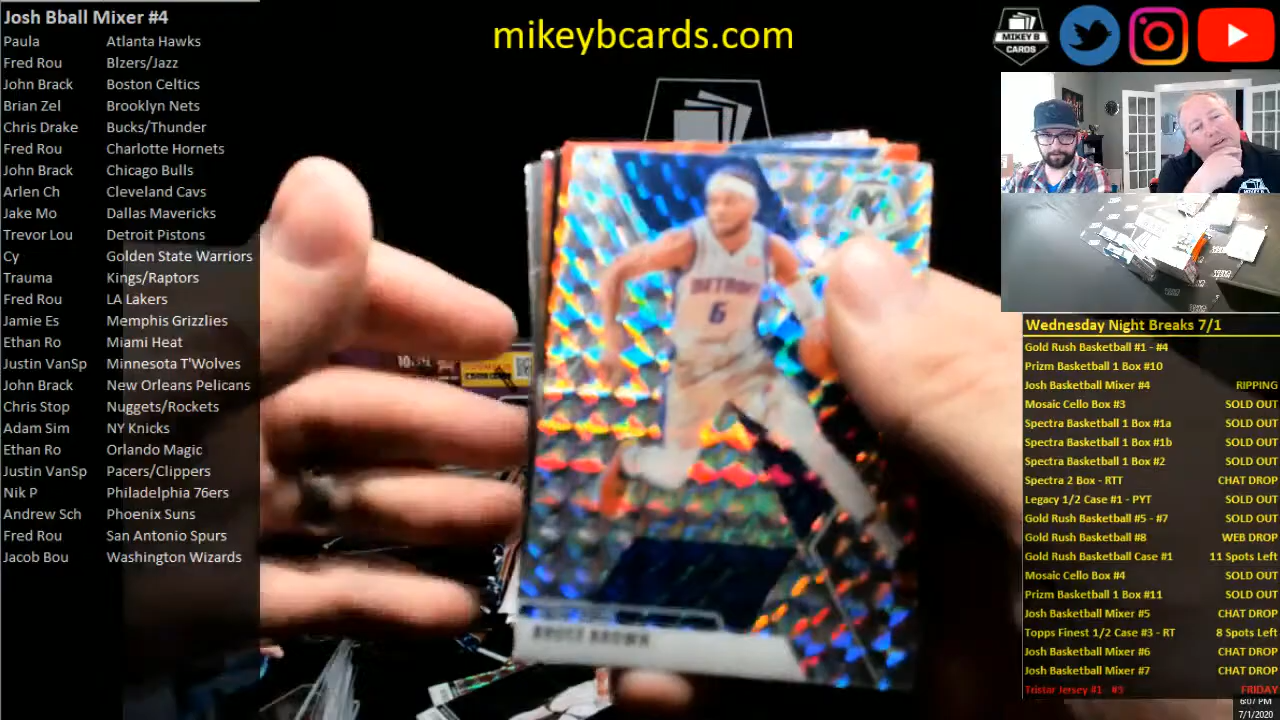 Josh Bball Mixer #4
Paula Atlanta Hawks
Fred Rou Blzers/Jazz
John Brack Boston Celtics
Brian Zel Brooklyn Nets
Chris Drake Bucks/Thunder
Fred Rou Charlotte Hornets
John Brack Chicago Bulls
Arlen Ch Cleveland Cavs
Jake Mo Dallas Mavericks
Trevor Lou Detroit Pistons
Cy Golden State Warriors
Trauma Kings/Raptors
Fred Rou LA Lakers
Jamie Es Memphis Grizzlies
Ethan Ro Miami Heat
Justin VanSp Minnesota T'Wolves
John Brack New Orleans Pelicans
Chris Stop Nuggets/Rockets
Adam Sim NY Knicks
Ethan Ro Orlando Magic
Justin VanSp Pacers/Clippers
Nik P Philadelphia 76ers
Andrew Sch Phoenix Suns
Fred Rou San Antonio Spurs
Jacob Bou Washington Wizards
mikeybcards.com
MIKEY B
CARDS
DETROIT
6
BRUCE BROWN
Wednesday Night Breaks 7/1
Gold Rush Basketball #1 - #4
Prizm Basketball 1 Box #10
Josh Basketball Mixer #4 RIPPING
Mosaic Cello Box #3 SOLD OUT
Spectra Basketball 1 Box #1a SOLD OUT
Spectra Basketball 1 Box #1b SOLD OUT
Spectra Basketball 1 Box #2 SOLD OUT
Spectra 2 Box - RTT CHAT DROP
Legacy 1/2 Case #1 - PYT SOLD OUT
Gold Rush Basketball #5 - #7 SOLD OUT
Gold Rush Basketball #8 WEB DROP
Gold Rush Basketball Case #1 11 Spots Left
Mosaic Cello Box #4 SOLD OUT
Prizm Basketball 1 Box #11 SOLD OUT
Josh Basketball Mixer #5 CHAT DROP
Topps Finest 1/2 Case #3 - RT 8 Spots Left
Josh Basketball Mixer #6 CHAT DROP
Josh Basketball Mixer #7 CHAT DROP
Tristar Jersey #1 - #5 FRIDAY
6:07 PM
7/1/2020